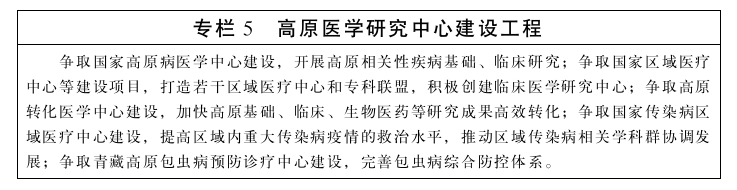 专栏 5　高原医学研究中心建设工程
争取国家高原病医学中心建设，开展高原相关性疾病基础、临床研究；争取国家区域医疗
中心等建设项目，打造若干区域医疗中心和专科联盟，积极创建临床医学研究中心；争取高原
转化医学中心建设，加快高原基础、临床、生物医药等研究成果高效转化；争取国家传染病区
域医疗中心建设，提高区域内重大传染病疫情的救治水平，推动区域传染病相关学科群协调发
展；争取青藏高原包虫病预防诊疗中心建设，完善包虫病综合防控体系。